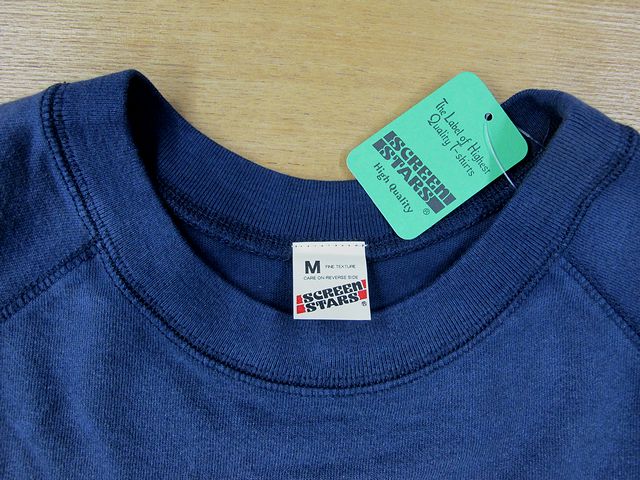 The Label of Highest
Quality T-shirts
SCREEN
STARS®
High Quality
M FINE TEXTURE
CARE ON REVERSE SIDE
SCREEN
STARS®